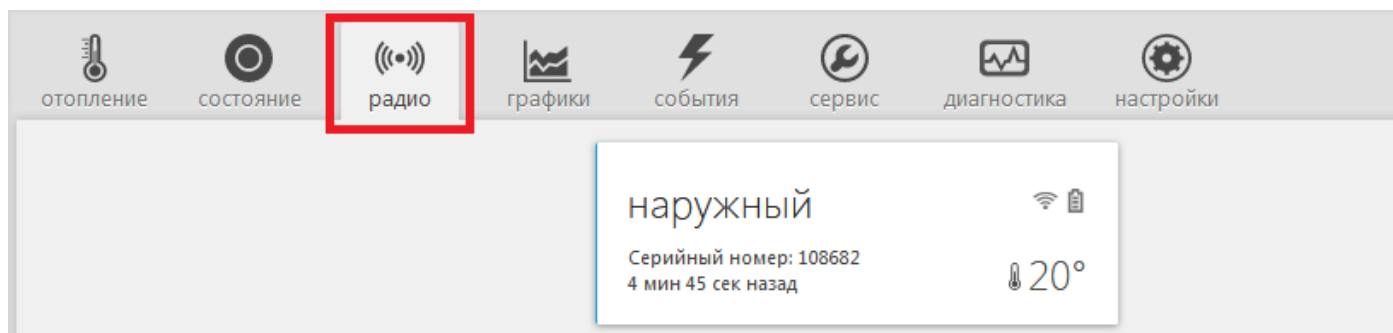 отопление состояние радио графики события сервис диагностика настройки
наружный
Серийный номер: 108682
4 мин 45 сек назад
20°